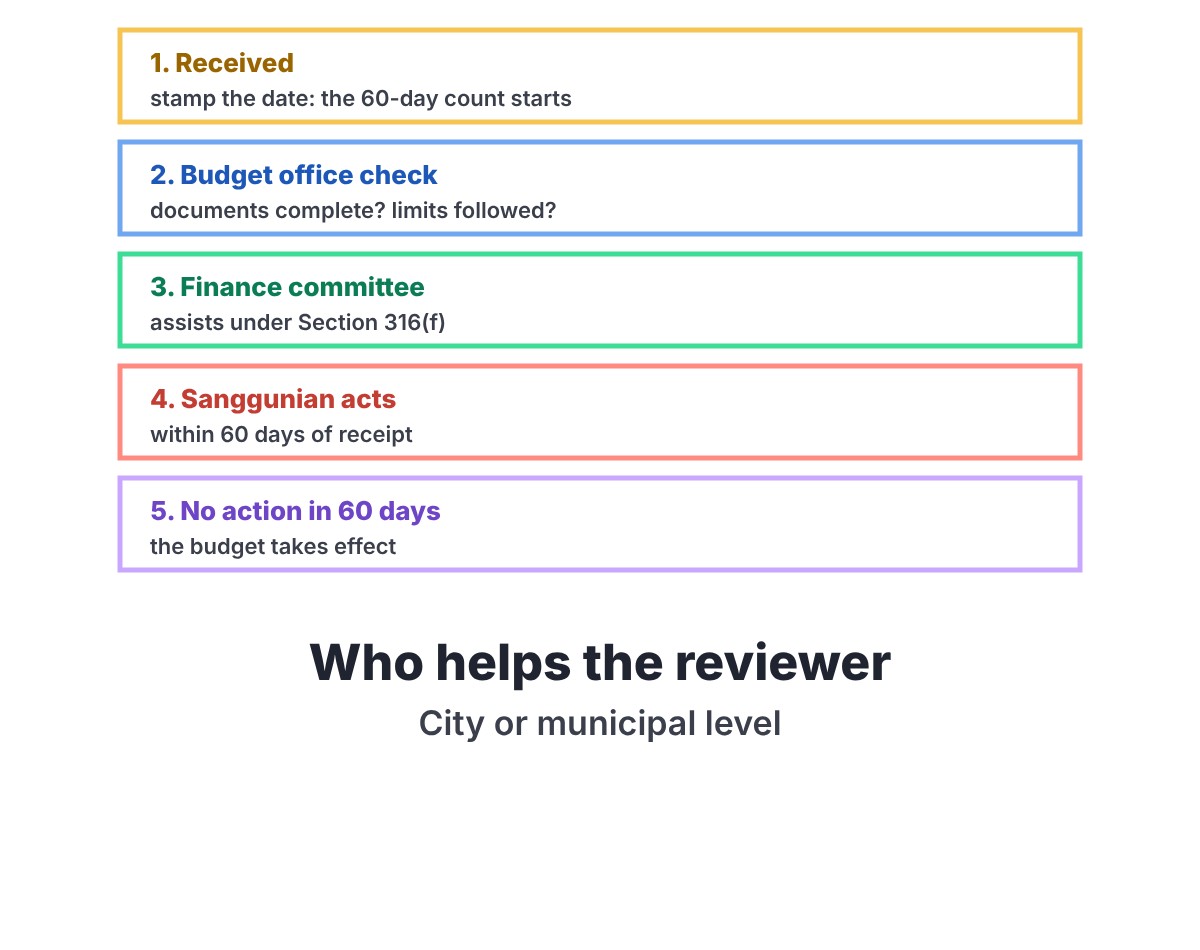 1. Received
stamp the date: the 60-day count starts
2. Budget office check
documents complete? limits followed?
3. Finance committee
assists under Section 316(f)
4. Sanggunian acts
within 60 days of receipt
5. No action in 60 days
the budget takes effect
Who helps the reviewer
City or municipal level